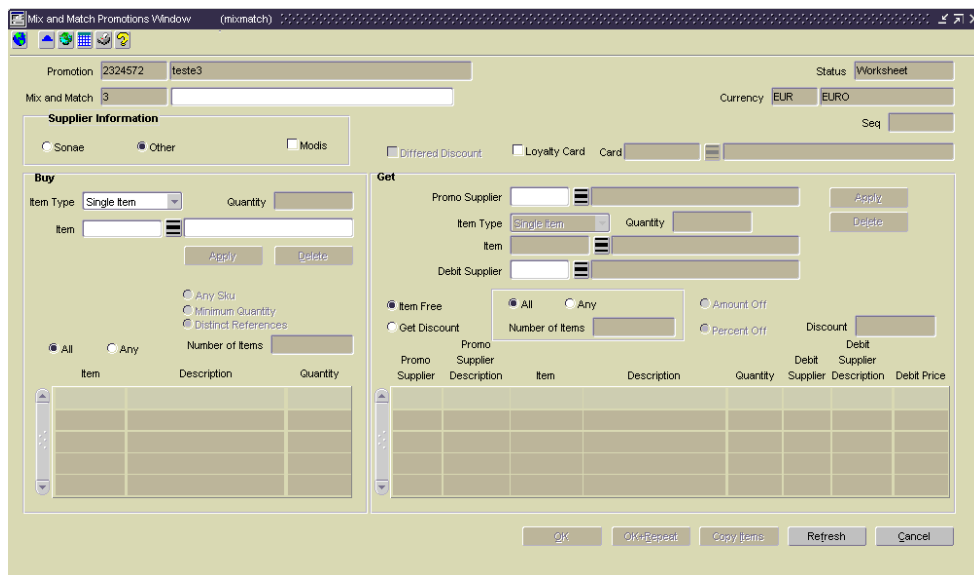 Mix and Match Promotions Window (mixmatch)
Promotion 2324572 teste3 Status Worksheet
Mix and Match 3 Currency EUR EURO
Supplier Information Seq
Sonae Other Modis Differed Discount Loyalty Card Card
Buy
Item Type Single Item Quantity
Item
Apply Delete
Any Sku
Minimum Quantity
Distinct References
All Any Number of Items
Item Description Quantity
Get
Promo Supplier Apply
Item Type Single Item Quantity Delete
Item
Debit Supplier
Item Free All Any Amount Off
Get Discount Number of Items Percent Off Discount
Promo Supplier Promo Supplier Description Item Description Quantity Debit Supplier Debit Supplier Description Debit Price
OK OK+Repeat Copy Items Refresh Cancel